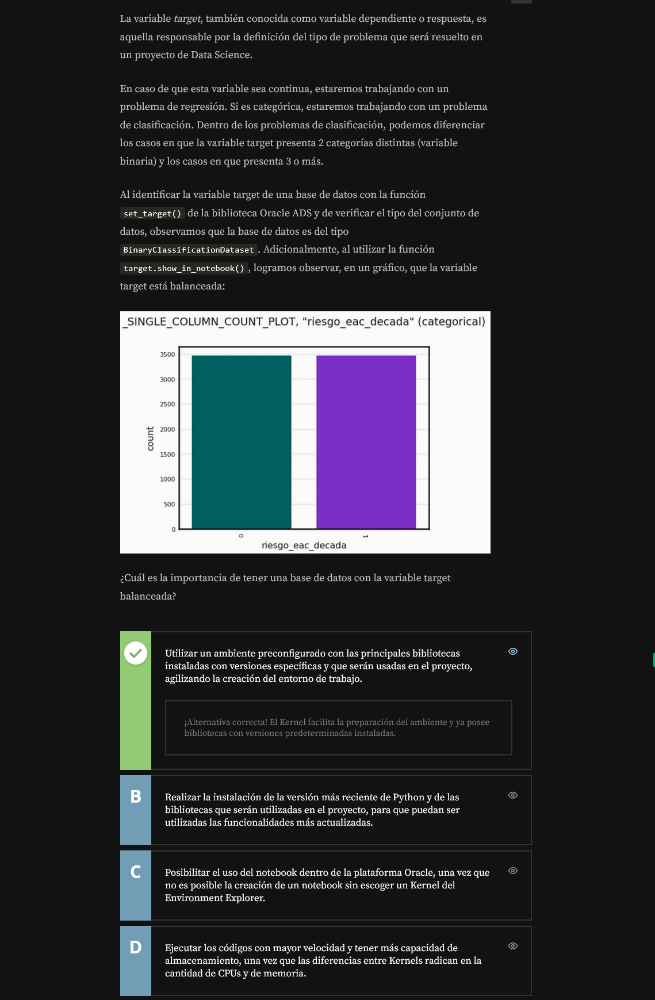 La variable target, también conocida como variable dependiente o respuesta, es
aquella responsable por la definición del tipo de problema que será resuelto en
un proyecto de Data Science.
En caso de que esta variable sea continua, estaremos trabajando con un
problema de regresión. Si es categórica, estaremos trabajando con un problema
de clasificación. Dentro de los problemas de clasificación, podemos diferenciar
los casos en que la variable target presenta 2 categorías distintas (variable
binaria) y los casos en que presenta 3 o más.
Al identificar la variable target de una base de datos con la función
set_target() de la biblioteca Oracle ADS y de verificar el tipo del conjunto de
datos, observamos que la base de datos es del tipo
BinaryClassificationDataset. Adicionalmente, al utilizar la función
target.show_in_notebook(), logramos observar, en un gráfico, que la variable
target está balanceada:
_SINGLE_COLUMN_COUNT_PLOT, "riesgo_eac_decada" (categorical)
3500
3000
2500
2000
1500
1000
500
0
count
0
1
riesgo_eac_decada
¿Cuál es la importancia de tener una base de datos con la variable target
balanceada?
Utilizar un ambiente preconfigurado con las principales bibliotecas
instaladas con versiones específicas y que serán usadas en el proyecto,
agilizando la creación del entorno de trabajo.
¡Alternativa correcta! El Kernel facilita la preparación del ambiente y ya posee
bibliotecas con versiones predeterminadas instaladas.
B
Realizar la instalación de la versión más reciente de Python y de las
bibliotecas que serán utilizadas en el proyecto, para que puedan ser
utilizadas las funcionalidades más actualizadas.
C
Posibilitar el uso del notebook dentro de la plataforma Oracle, una vez que
no es posible la creación de un notebook sin escoger un Kernel del
Environment Explorer.
D
Ejecutar los códigos con mayor velocidad y tener más capacidad de
almacenamiento, una vez que las diferencias entre Kernels radican en la
cantidad de CPUs y de memoria.